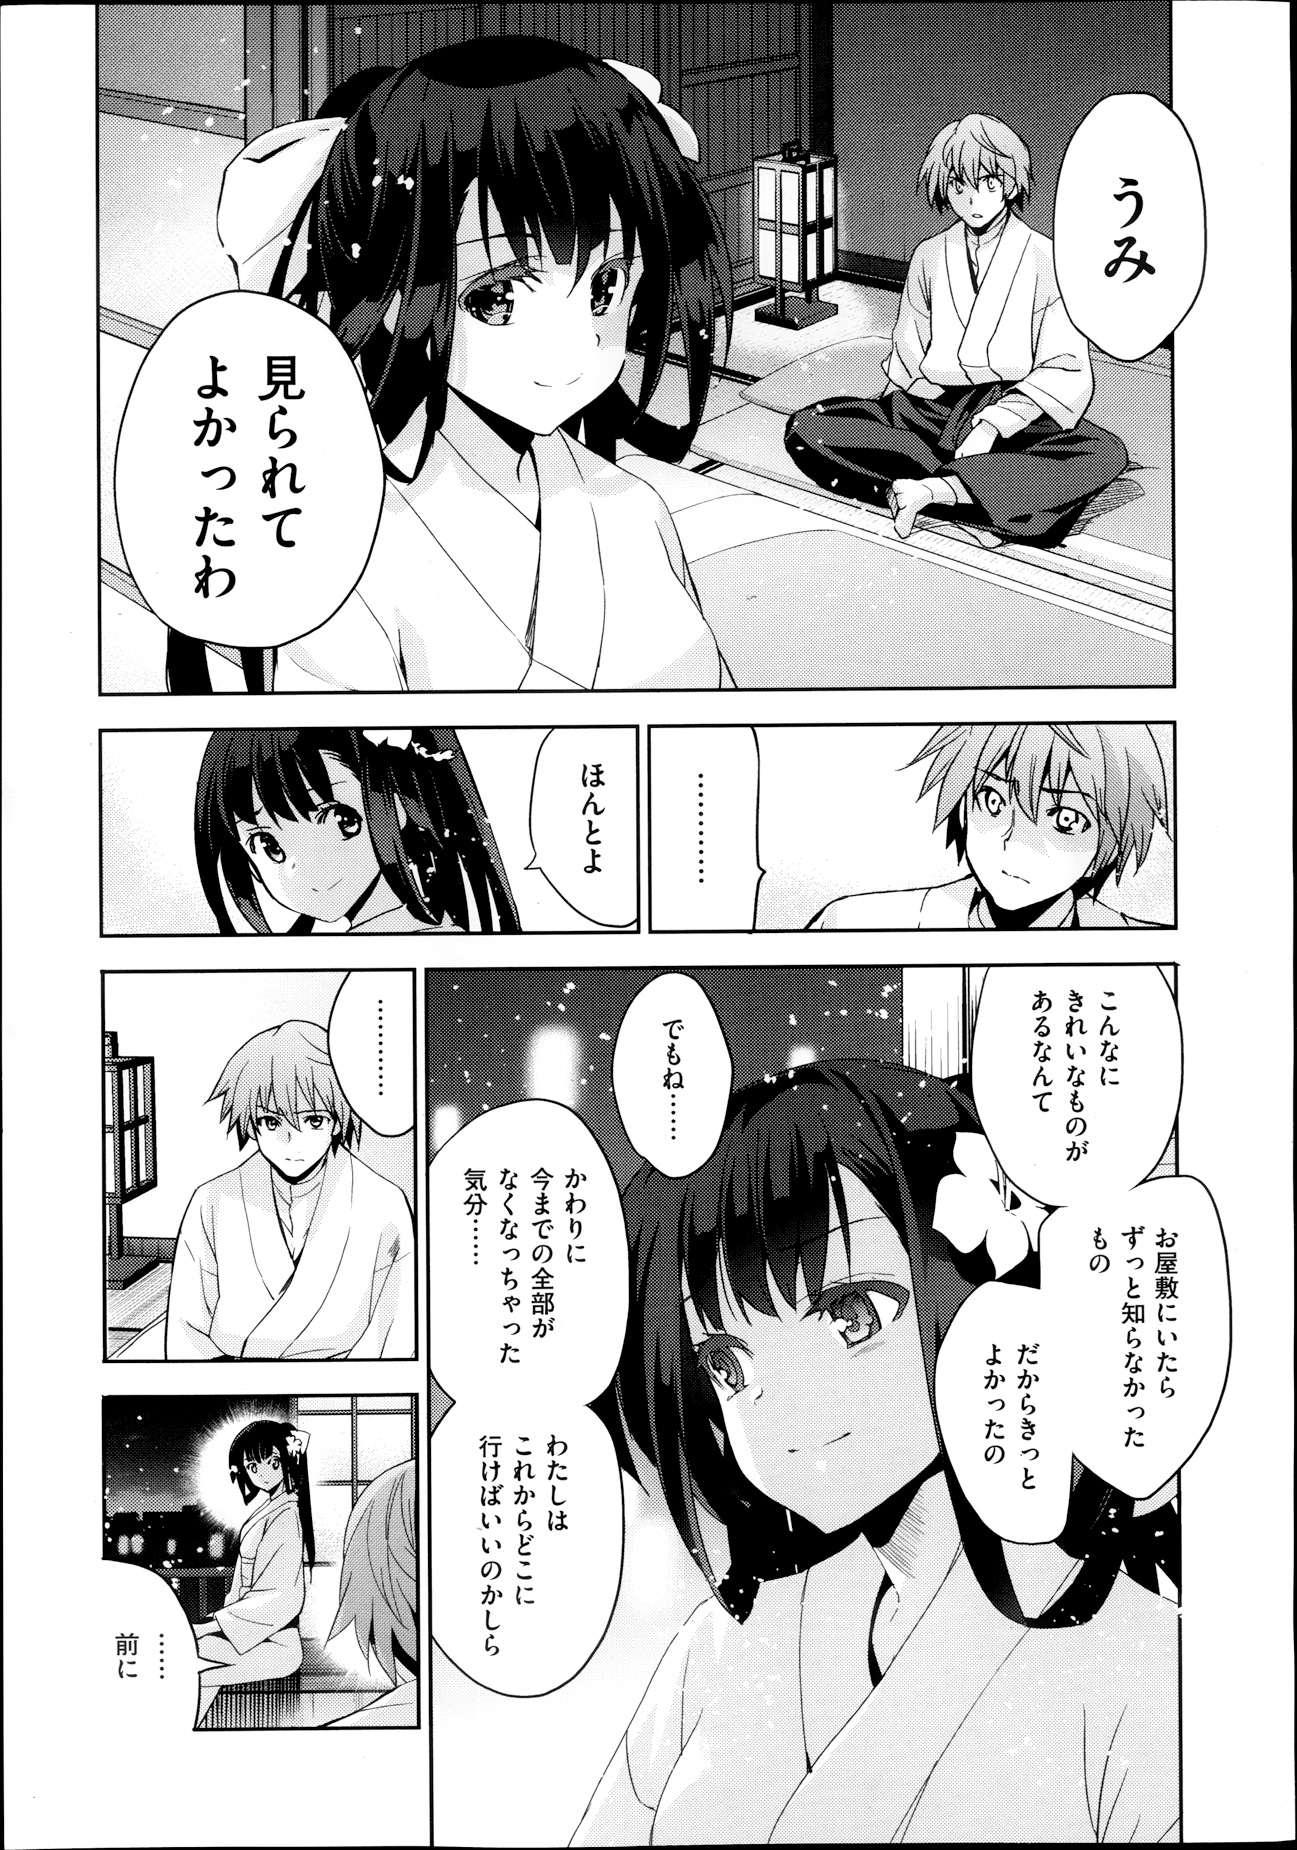 うみ
見られて
よかったわ
…………
ほんとよ
こんなに
きれいなものが
あるなんて
お屋敷にいたら
ずっと知らなかった
もの
だからきっと
よかったの
でもね……
かわりに
今までの全部が
なくなっちゃった
気分……
わたしは
これからどこに
行けばいいのかしら
…………
……
前に